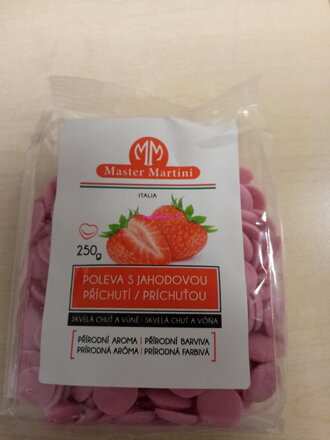 MM
Master Martini
ITALIA
250g
POLEVA S JAHODOVOU
PŘÍCHUTÍ / PRÍCHUŤOU
SKVĚLÁ CHUŤ A VŮNĚ | SKVELÁ CHUŤ A VÔŇA
PŘÍRODNÍ AROMA | PŘÍRODNÍ BARVIVA
PRÍRODNÁ ARÓMA | PRÍRODNÁ FARBIVÁ